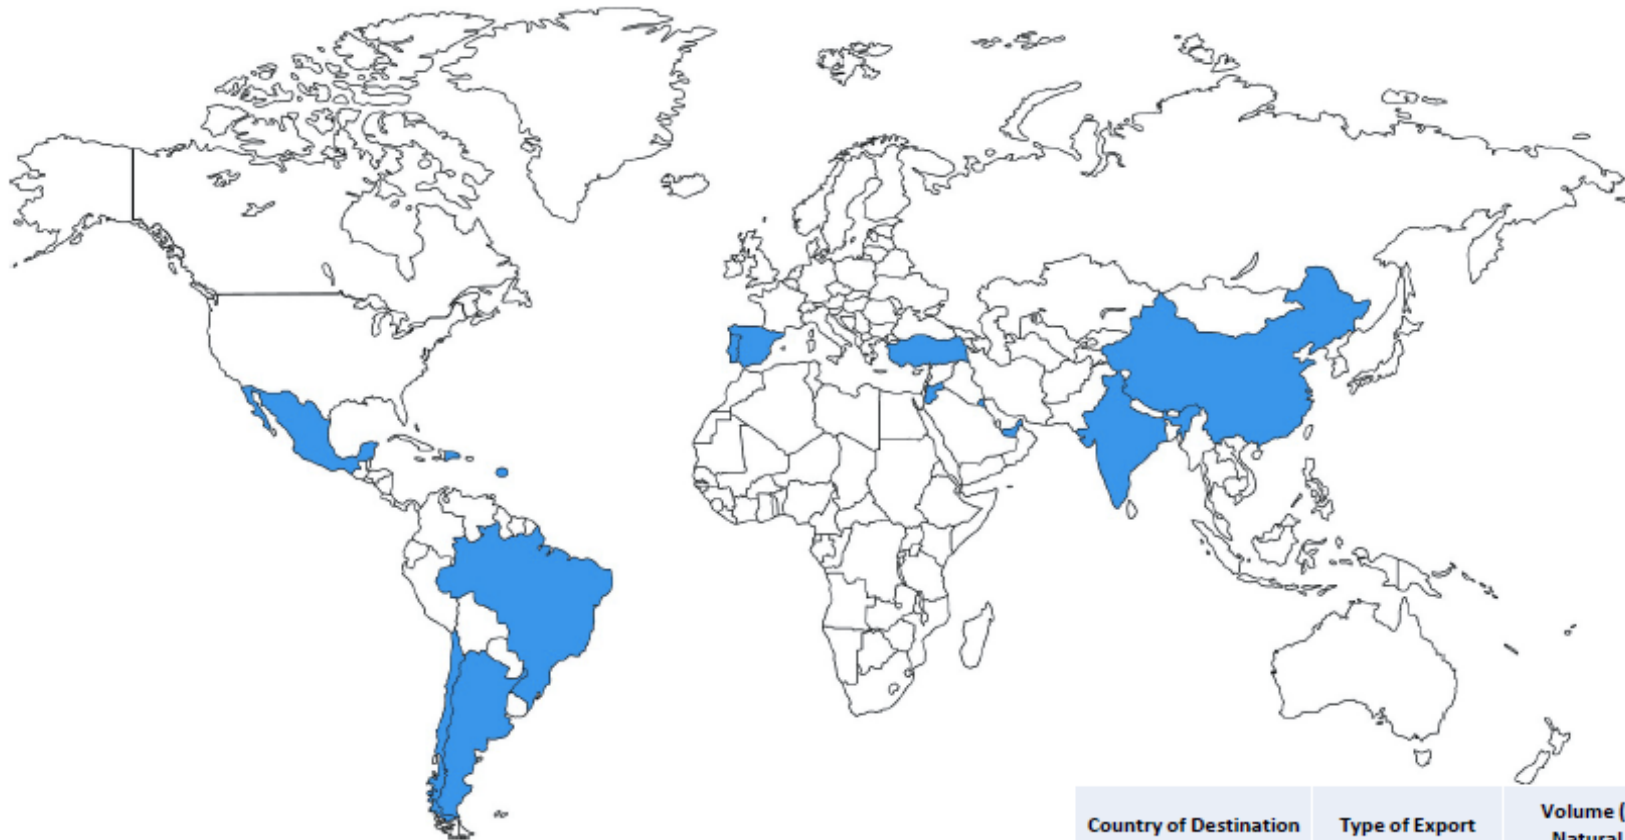 Country of Destination
Type of Export
Volume (
Natural